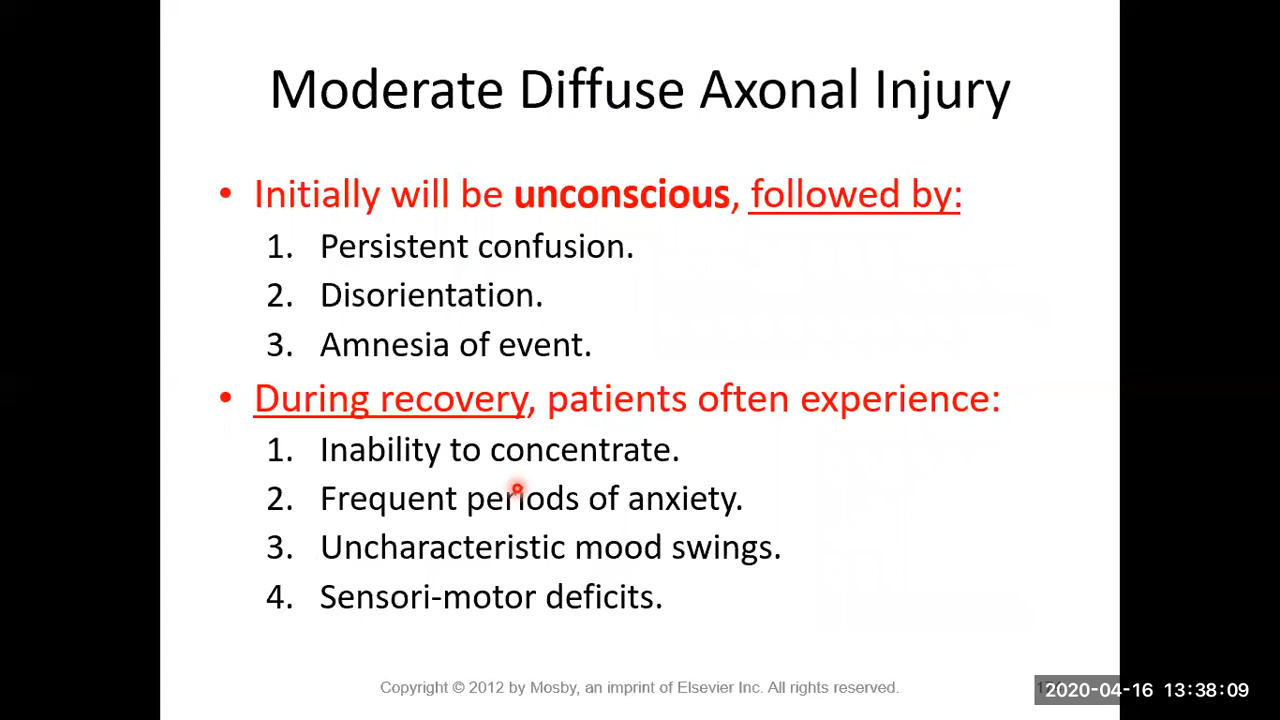 Moderate Diffuse Axonal Injury
• Initially will be unconscious, followed by:
1. Persistent confusion.
2. Disorientation.
3. Amnesia of event.
• During recovery, patients often experience:
1. Inability to concentrate.
2. Frequent periods of anxiety.
3. Uncharacteristic mood swings.
4. Sensori-motor deficits.
Copyright © 2012 by Mosby, an imprint of Elsevier Inc. All rights reserved.
2020-04-16 13:38:09